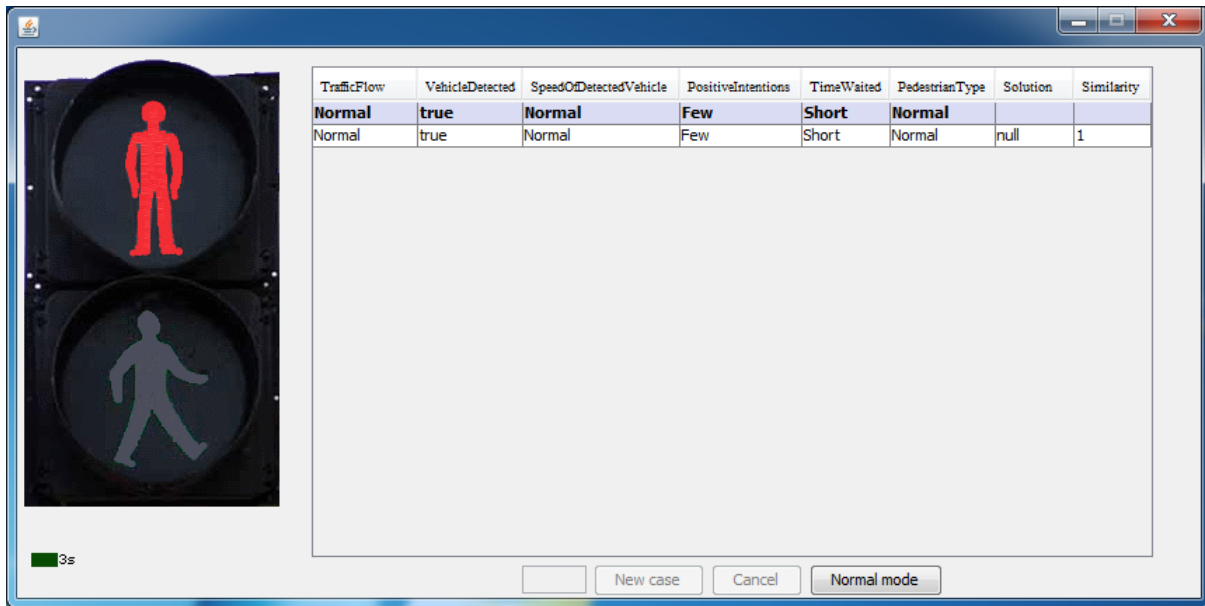 TrafficFlow VehicleDetected SpeedOfDetectedVehicle PositiveIntentions TimeWaited PedestrianType Solution Similarity
Normal true Normal Few Short Normal
Normal true Normal Few Short Normal null 1
3s
New case Cancel Normal mode